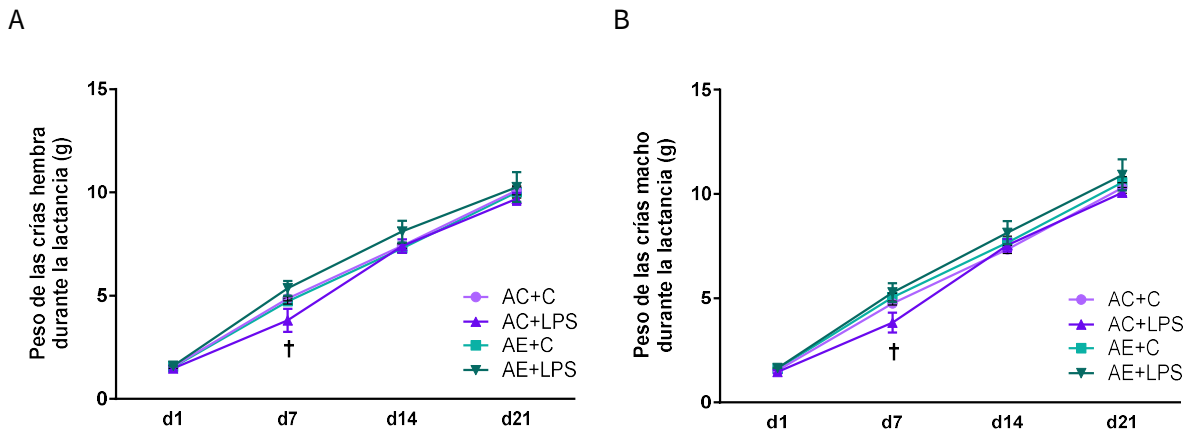 A
Peso de las crías hembra
durante la lactancia (g)
15
10
5
0
d1 d7 d14 d21
†
AC+C
AC+LPS
AE+C
AE+LPS
B
Peso de las crías macho
durante la lactancia (g)
15
10
5
0
d1 d7 d14 d21
†
AC+C
AC+LPS
AE+C
AE+LPS